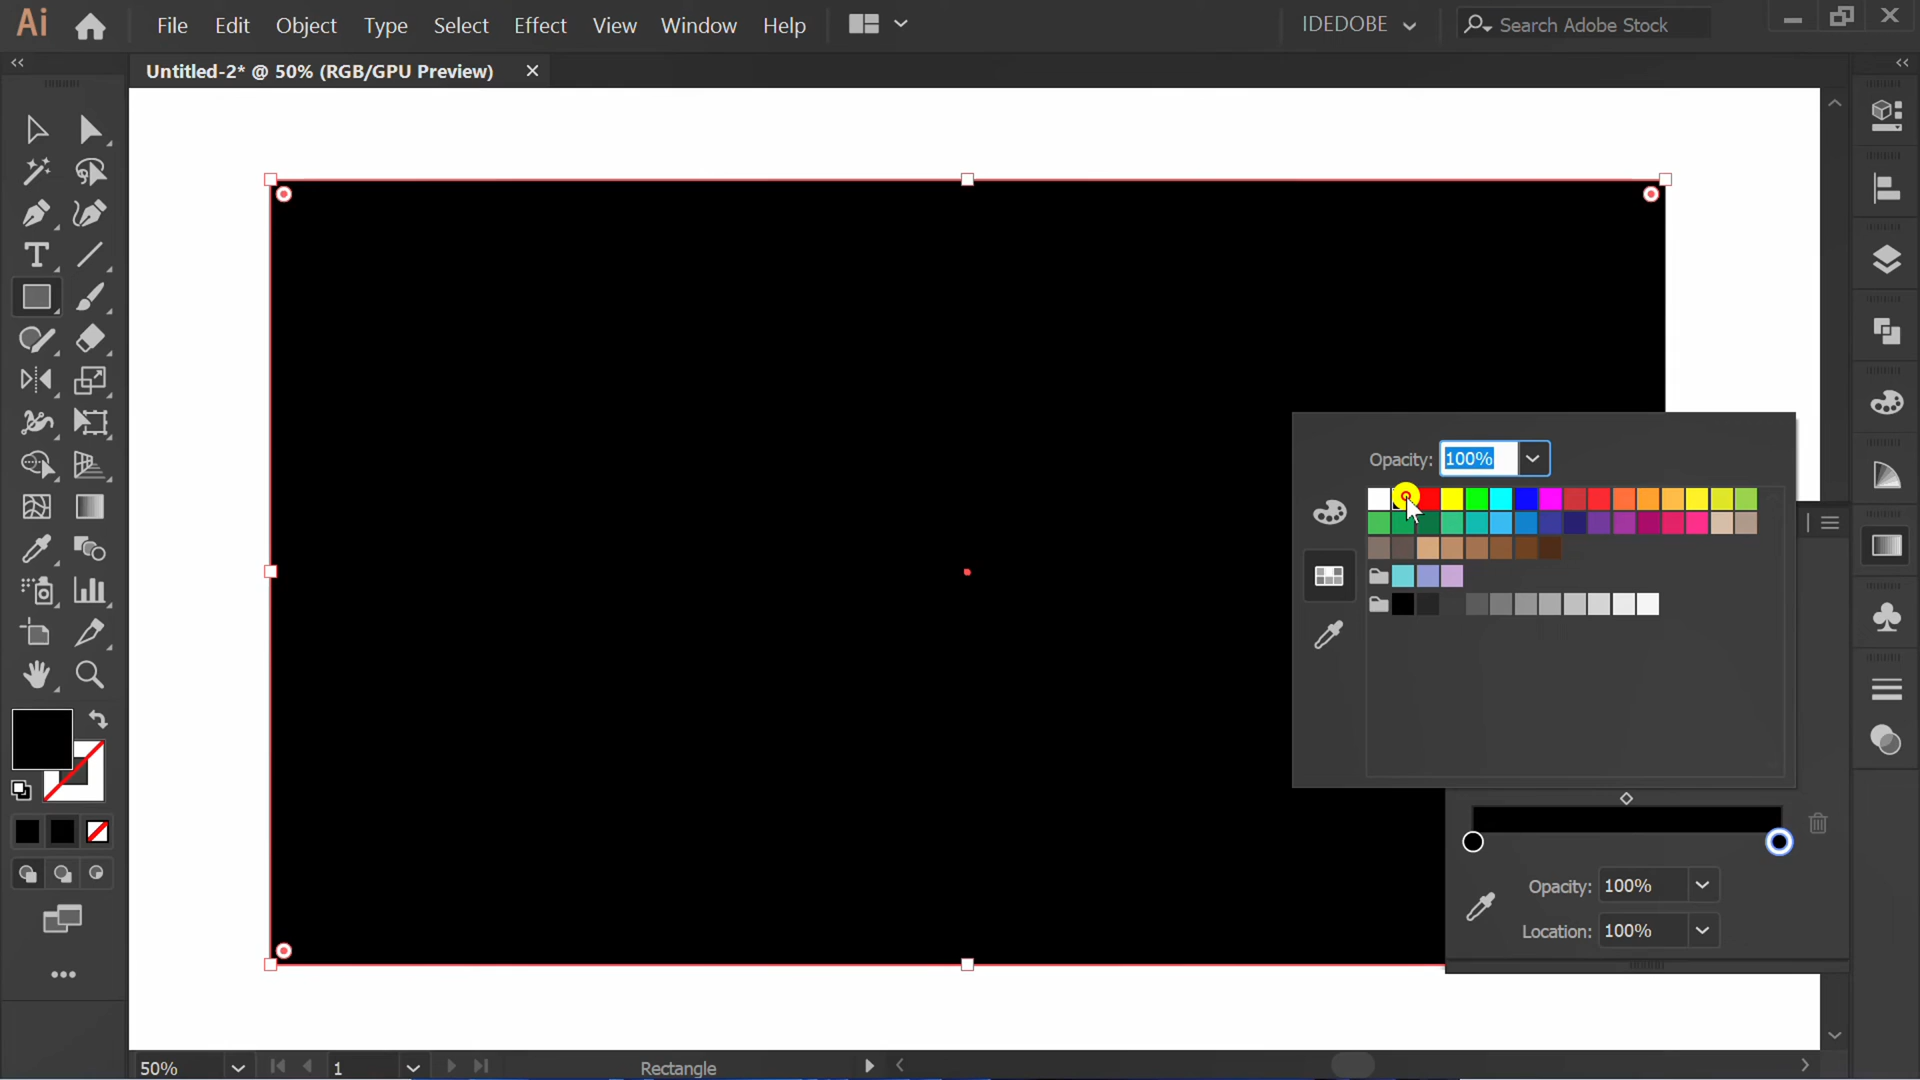 Ai File Edit Object Type Select Effect View Window Help IDEDOBE Search Adobe Stock
Untitled-2* @ 50% (RGB/GPU Preview)
Opacity: 100%
Opacity: 100%
Location: 100%
50% 1 Rectangle